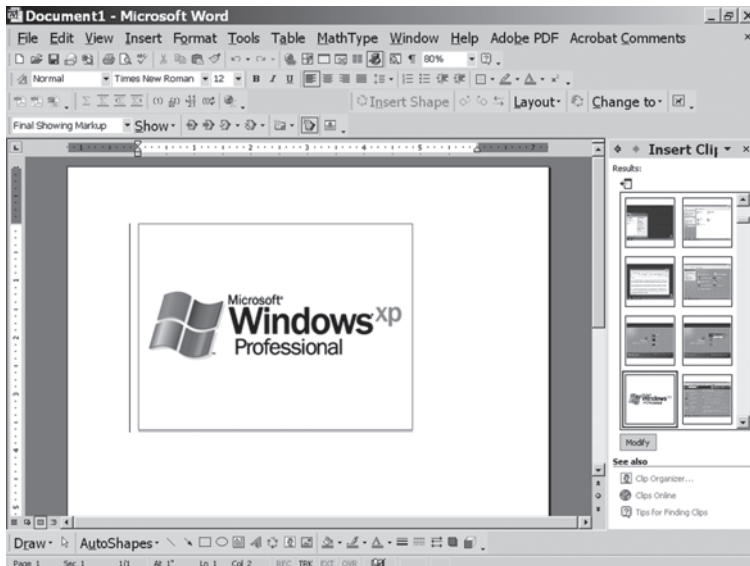 Document1 - Microsoft Word
File Edit View Insert Format Tools Table MathType Window Help Adobe PDF Acrobat Comments
80%
Normal Times New Roman 12 B I U
Insert Shape Layout Change to
Final Showing Markup Show
Insert Cli
Results:
Microsoft
Windows xp
Professional
Modify
See also
Clip Organizer...
Clips Online
Tips for Finding Clips
Draw AutoShapes
Page 1 Sec 1 1/1 At 1" Ln 1 Col 2 REC TRK EXT OVR